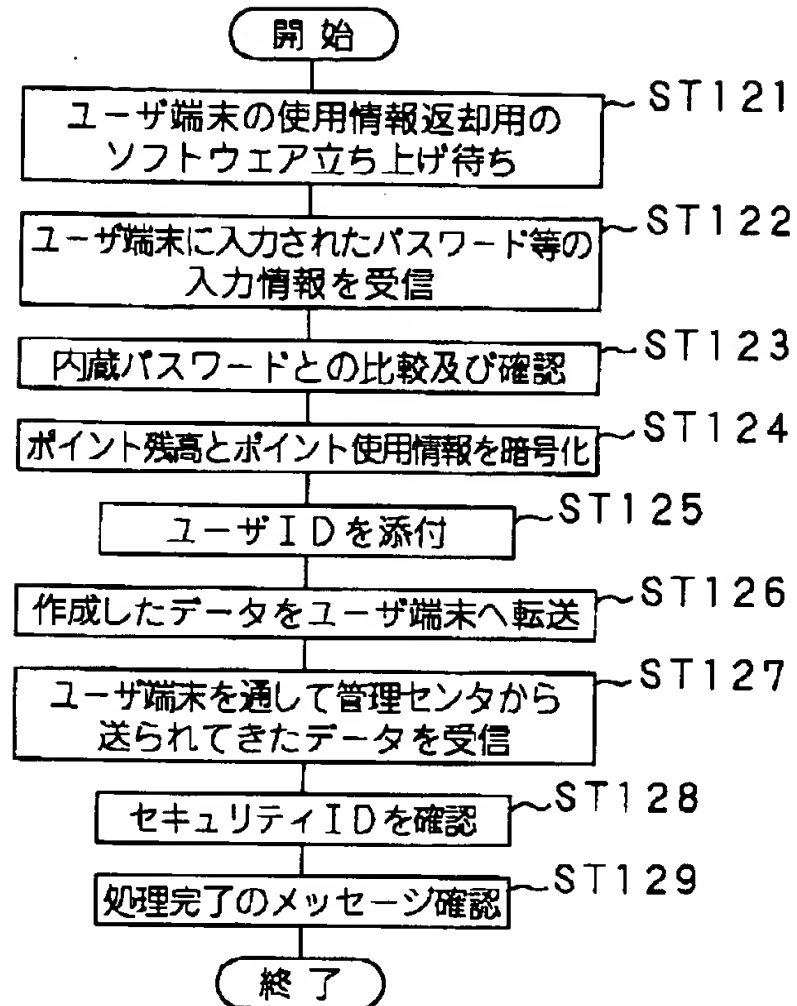 開始
ユーザ端末の使用情報返却用の
ソフトウェア立ち上げ待ち
ST121
ユーザ端末に入力されたパスワード等の
入力情報を受信
ST122
内蔵パスワードとの比較及び確認
ST123
ポイント残高とポイント使用情報を暗号化
ST124
ユーザIDを添付
ST125
作成したデータをユーザ端末へ転送
ST126
ユーザ端末を通して管理センタから
送られてきたデータを受信
ST127
セキュリティIDを確認
ST128
処理完了のメッセージ確認
ST129
終了